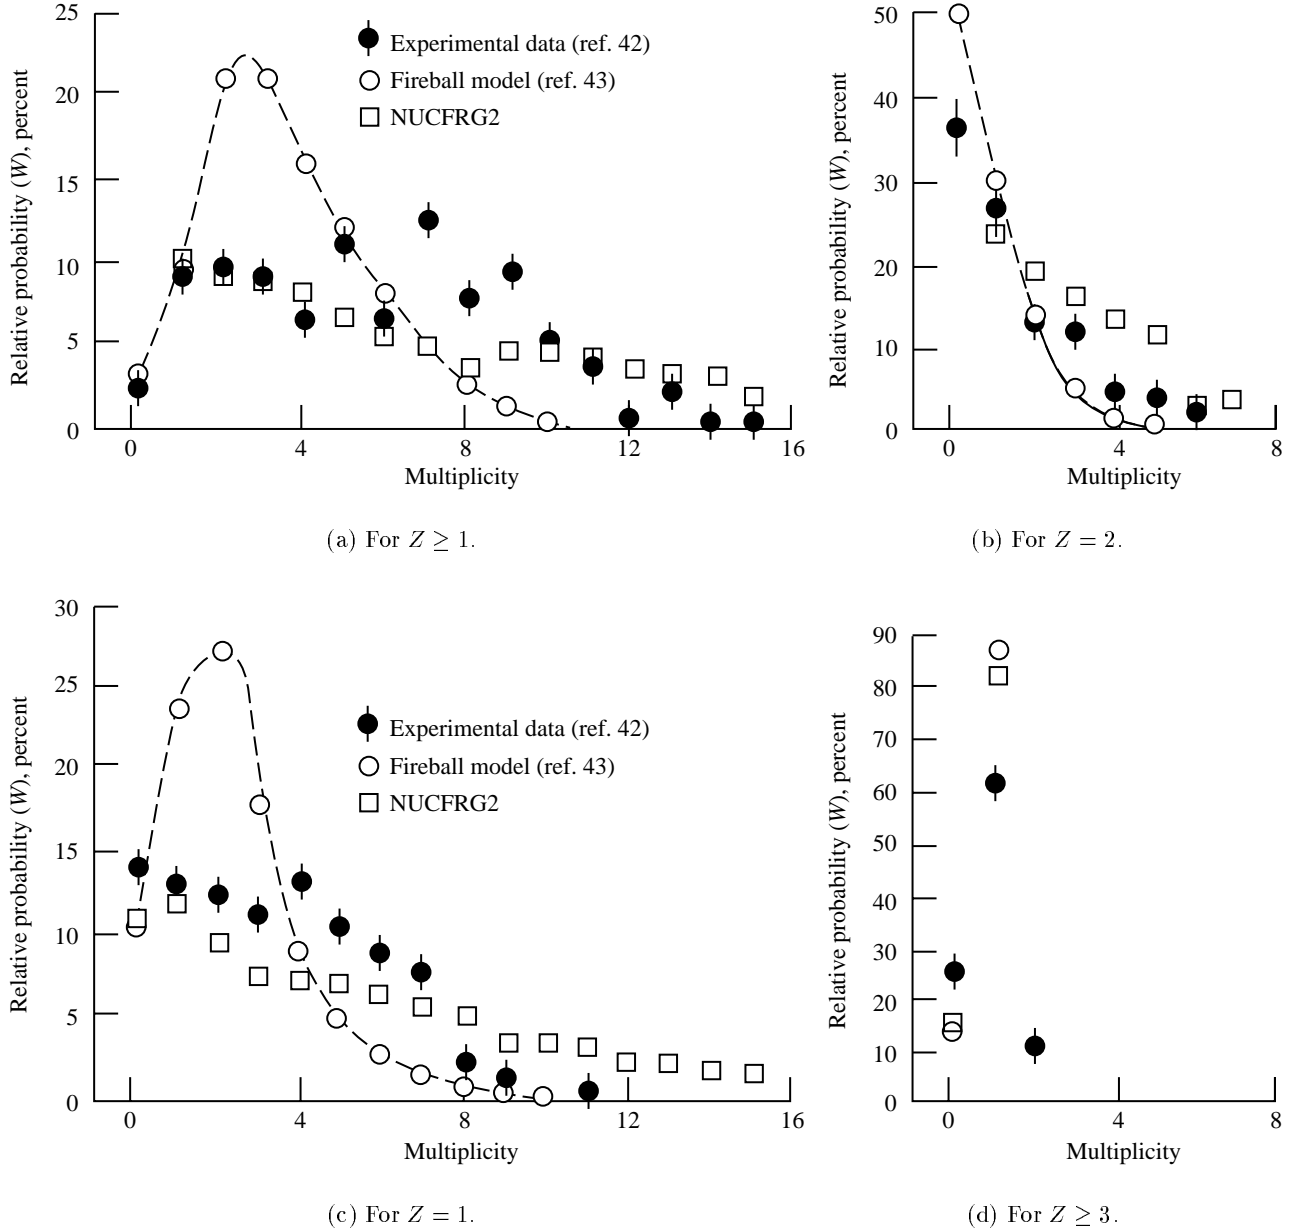 Relative probability (W), percent
25
20
15
10
5
0
0 4 8 12 16
Multiplicity
Experimental data (ref. 42)
Fireball model (ref. 43)
NUCFRG2
(a) For Z ≥ 1.
Relative probability (W), percent
50
40
30
20
10
0
0 4 8
Multiplicity
(b) For Z = 2.
Relative probability (W), percent
30
25
20
15
10
5
0
0 4 8 12 16
Multiplicity
Experimental data (ref. 42)
Fireball model (ref. 43)
NUCFRG2
(c) For Z = 1.
Relative probability (W), percent
90
80
70
60
50
40
30
20
10
0
0 4 8
Multiplicity
(d) For Z ≥ 3.